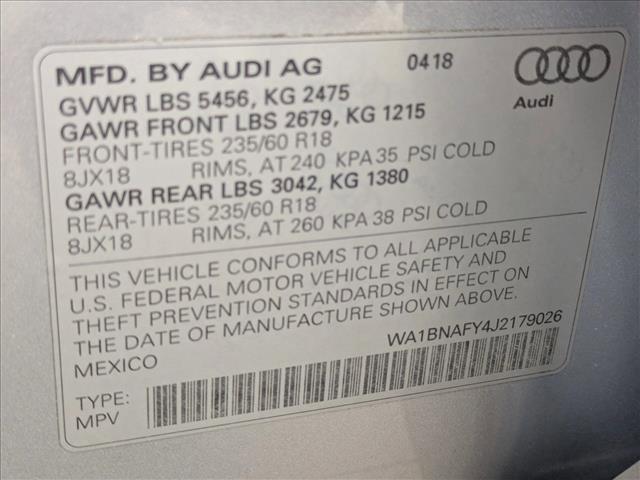 MFD. BY AUDI AG 0418
Audi
GVWR LBS 5456, KG 2475
GAWR FRONT LBS 2679, KG 1215
FRONT-TIRES 235/60 R18
8JX18 RIMS, AT 240 KPA 35 PSI COLD
GAWR REAR LBS 3042, KG 1380
REAR-TIRES 235/60 R18
8JX18 RIMS, AT 260 KPA 38 PSI COLD
THIS VEHICLE CONFORMS TO ALL APPLICABLE
U.S. FEDERAL MOTOR VEHICLE SAFETY AND
THEFT PREVENTION STANDARDS IN EFFECT ON
THE DATE OF MANUFACTURE SHOWN ABOVE.
MEXICO WA1BNAFY4J2179026
TYPE:
MPV